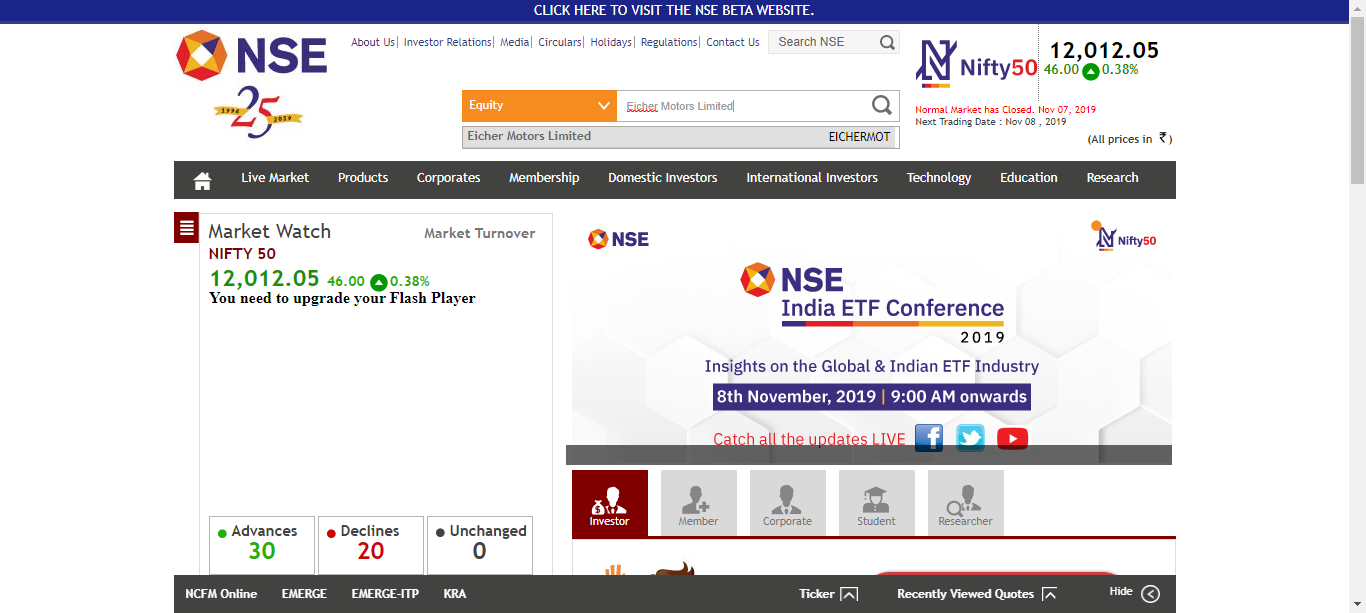 CLICK HERE TO VISIT THE NSE BETA WEBSITE.
NSE
1994 25 2019
About Us| Investor Relations| Media| Circulars| Holidays| Regulations| Contact Us
Search NSE
Equity
Eicher Motors Limited
Eicher Motors Limited EICHERMOT
Nifty50
12,012.05
46.00 0.38%
Normal Market has Closed. Nov 07, 2019
Next Trading Date : Nov 08 , 2019
(All prices in ₹)
Live Market Products Corporates Membership Domestic Investors International Investors Technology Education Research
Market Watch
Market Turnover
NIFTY 50
12,012.05 46.00 0.38%
You need to upgrade your Flash Player
Advances
30
Declines
20
Unchanged
0
NSE
Nifty50
NSE
India ETF Conference
2019
Insights on the Global & Indian ETF Industry
8th November, 2019 | 9:00 AM onwards
Catch all the updates LIVE
Investor Member Corporate Student Researcher
NCFM Online EMERGE EMERGE-ITP KRA Ticker Recently Viewed Quotes Hide